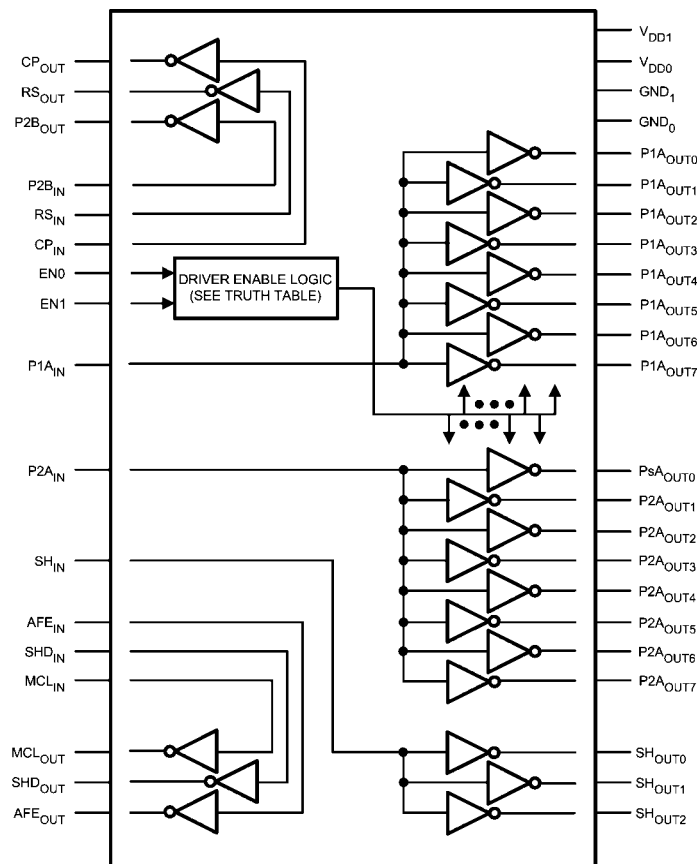 CP_OUT
RS_OUT
P2B_OUT
P2B_IN
RS_IN
CP_IN
EN0
EN1
DRIVER ENABLE LOGIC
(SEE TRUTH TABLE)
P1A_IN
P2A_IN
SH_IN
AFE_IN
SHD_IN
MCL_IN
MCL_OUT
SHD_OUT
AFE_OUT
V_DD1
V_DD0
GND_1
GND_0
P1A_OUT0
P1A_OUT1
P1A_OUT2
P1A_OUT3
P1A_OUT4
P1A_OUT5
P1A_OUT6
P1A_OUT7
PsA_OUT0
P2A_OUT1
P2A_OUT2
P2A_OUT3
P2A_OUT4
P2A_OUT5
P2A_OUT6
P2A_OUT7
SH_OUT0
SH_OUT1
SH_OUT2